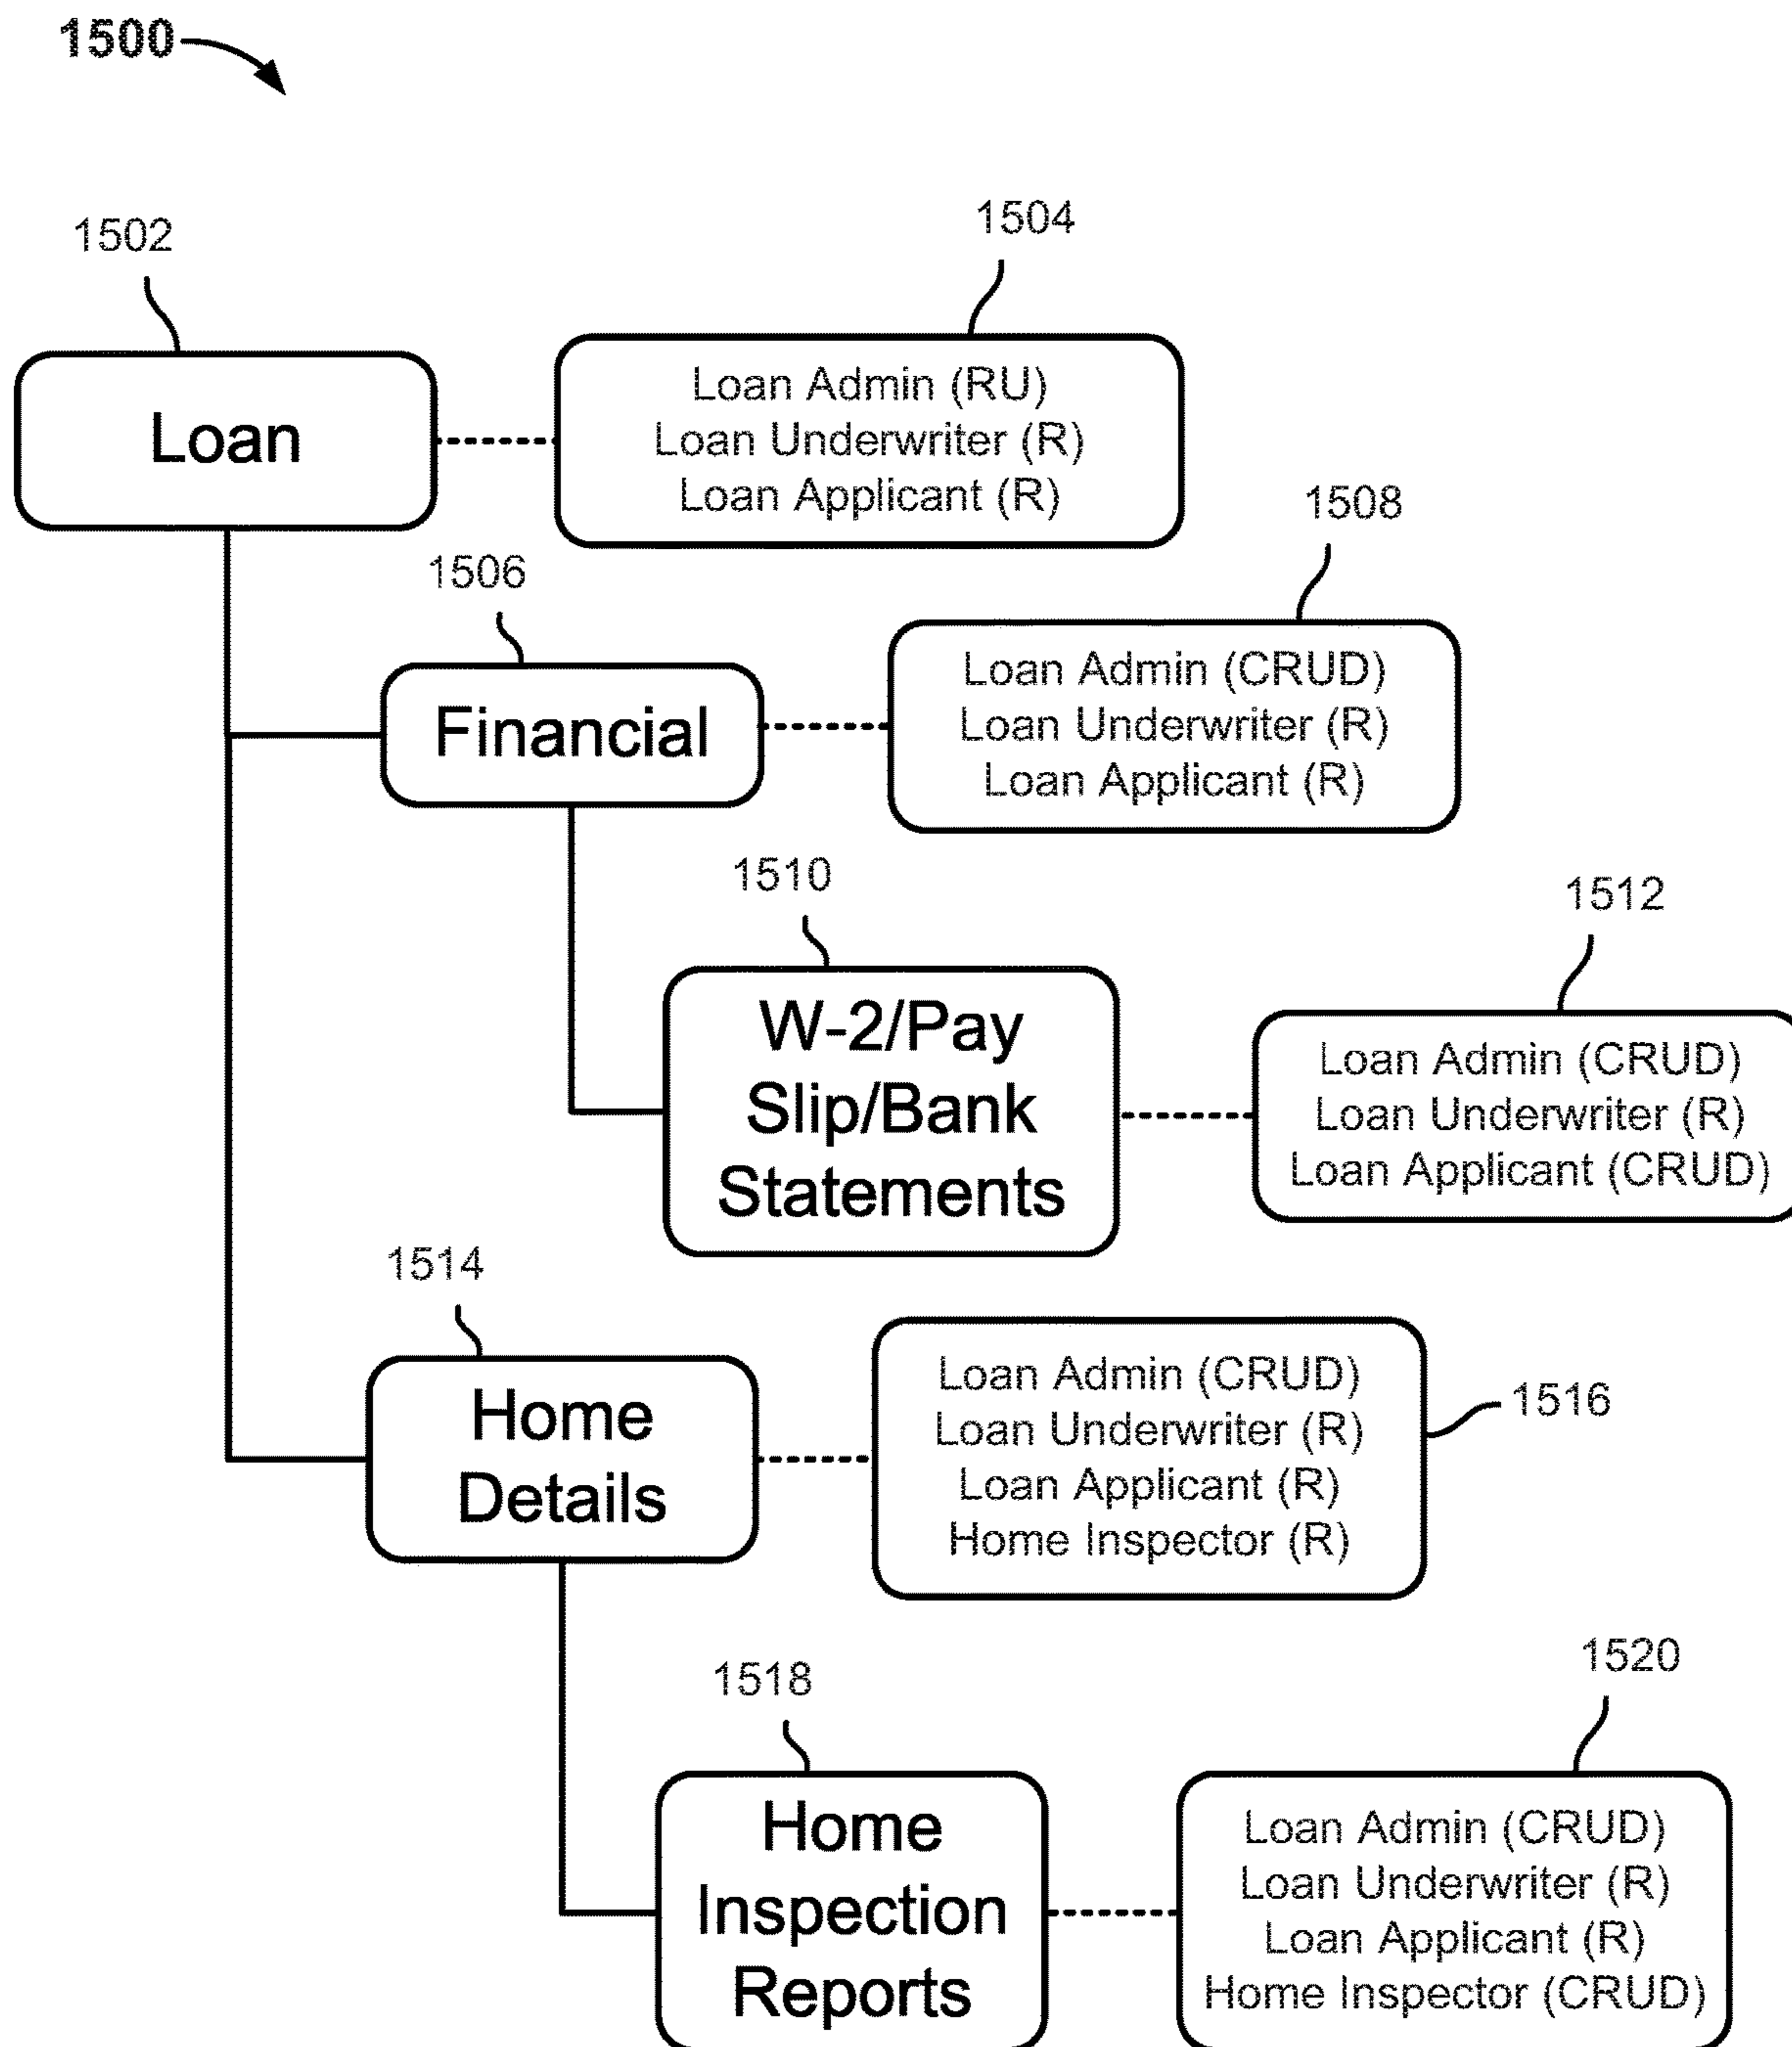 1500
1502
1504
Loan
Loan Admin (RU)
Loan Underwriter (R)
Loan Applicant (R)
1506
1508
Financial
Loan Admin (CRUD)
Loan Underwriter (R)
Loan Applicant (R)
1510
1512
W-2/Pay
Slip/Bank
Statements
Loan Admin (CRUD)
Loan Underwriter (R)
Loan Applicant (CRUD)
1514
1516
Home
Details
Loan Admin (CRUD)
Loan Underwriter (R)
Loan Applicant (R)
Home Inspector (R)
1518
1520
Home
Inspection
Reports
Loan Admin (CRUD)
Loan Underwriter (R)
Loan Applicant (R)
Home Inspector (CRUD)